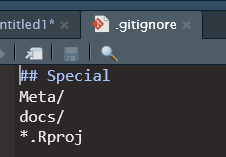 ntitled1*
.gitignore
## Special
Meta/
docs/
*.Rproj